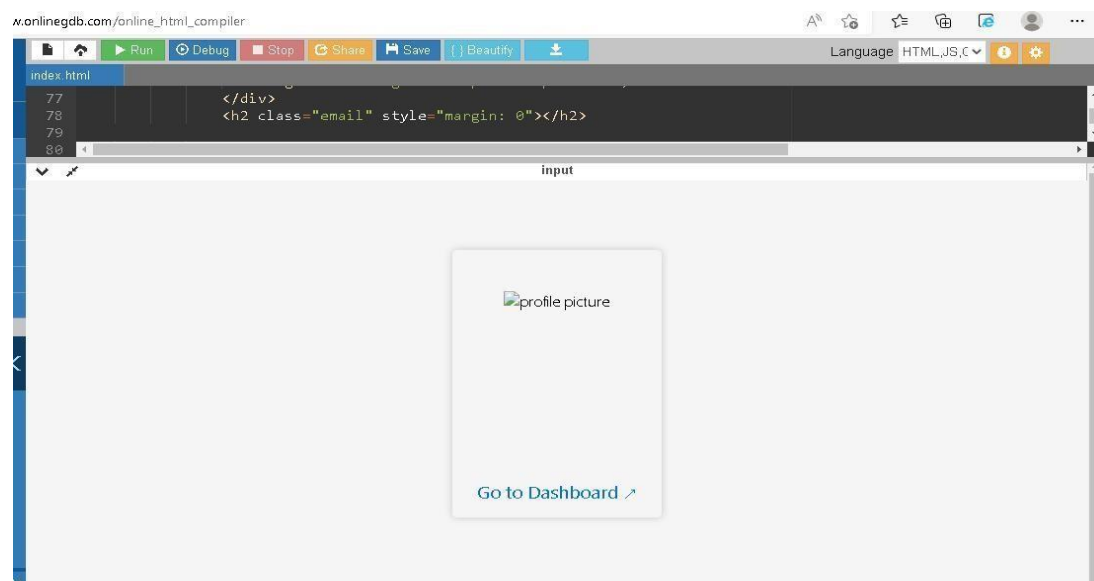 w.onlinegdb.com/online_html_compiler
Run Debug Stop Share Save {} Beautify Language HTML,JS,C
index.html
77 </div>
78 <h2 class="email" style="margin: 0"></h2>
79
80
input
profile picture
Go to Dashboard ↗